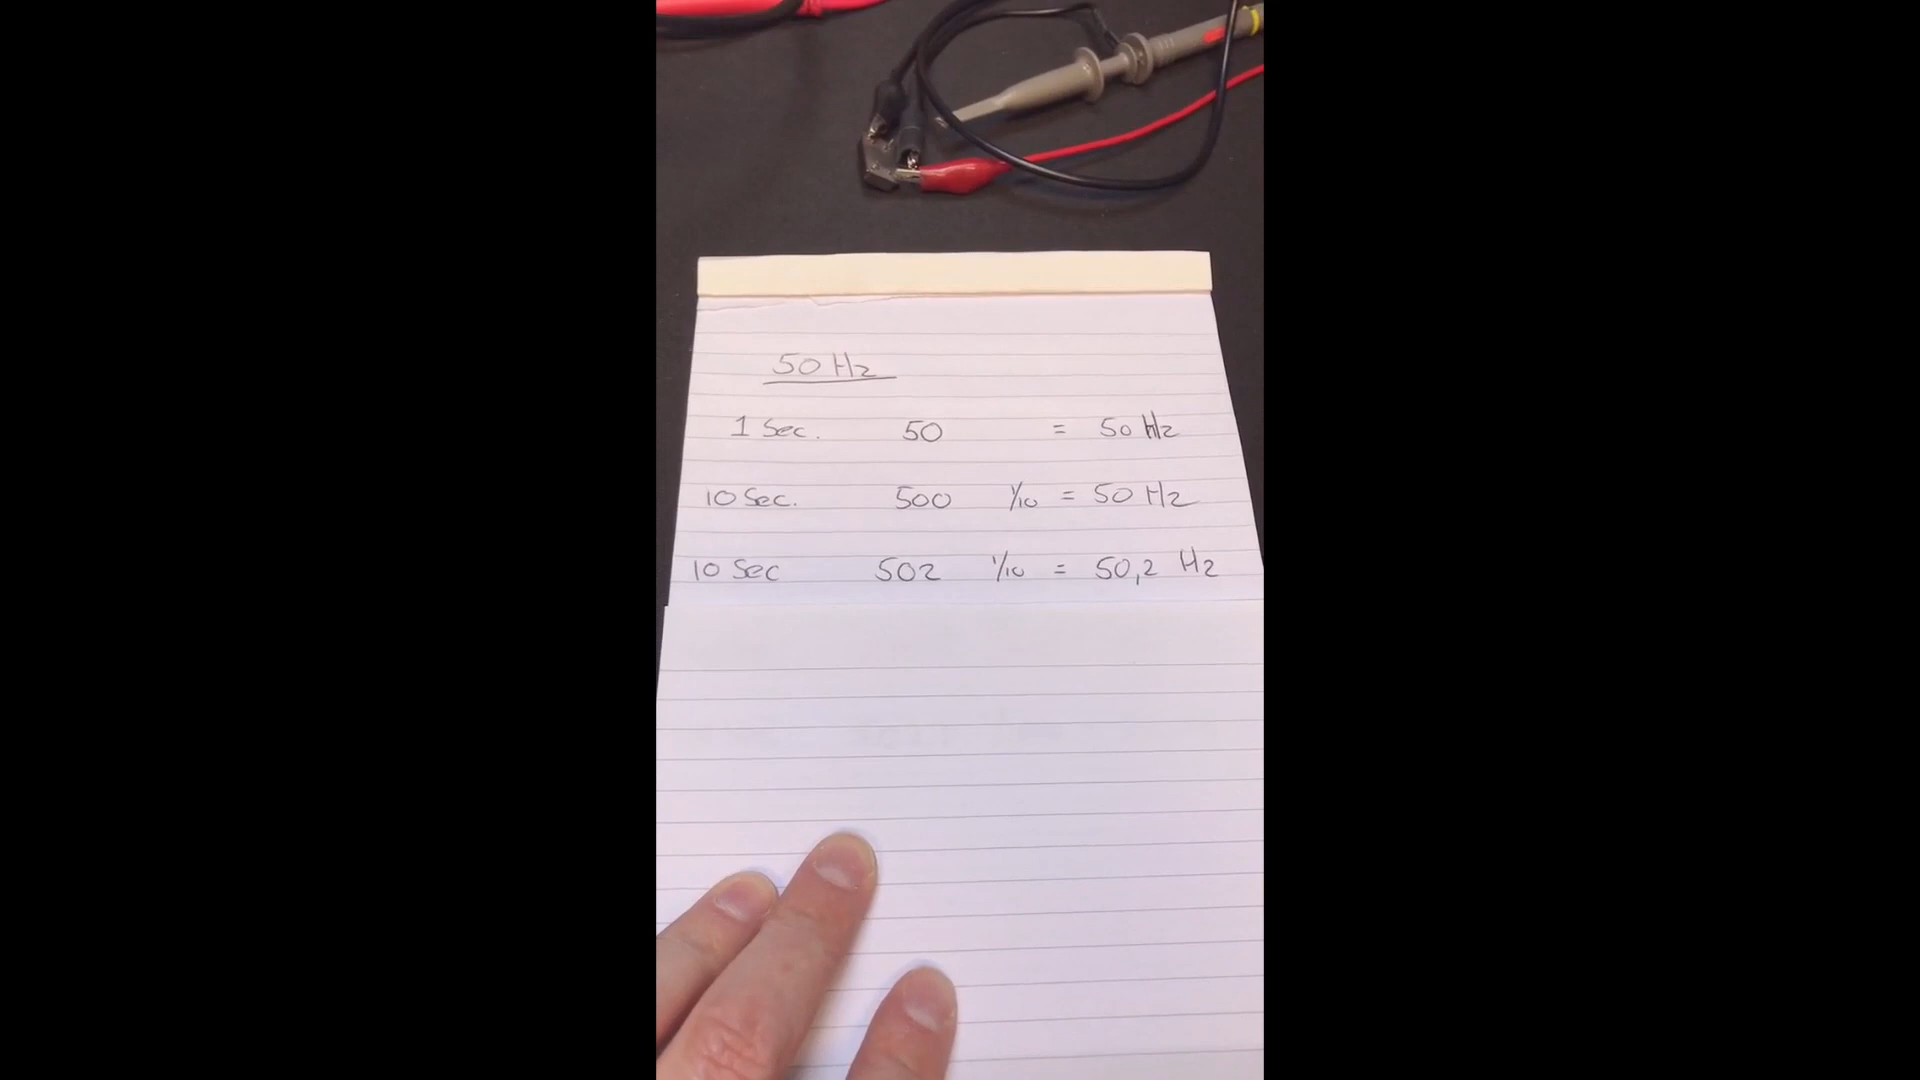 50 Hz
1 Sec. 50 = 50 Hz
10 Sec. 500 1/10 = 50 Hz
10 Sec 502 1/10 = 50,2 Hz